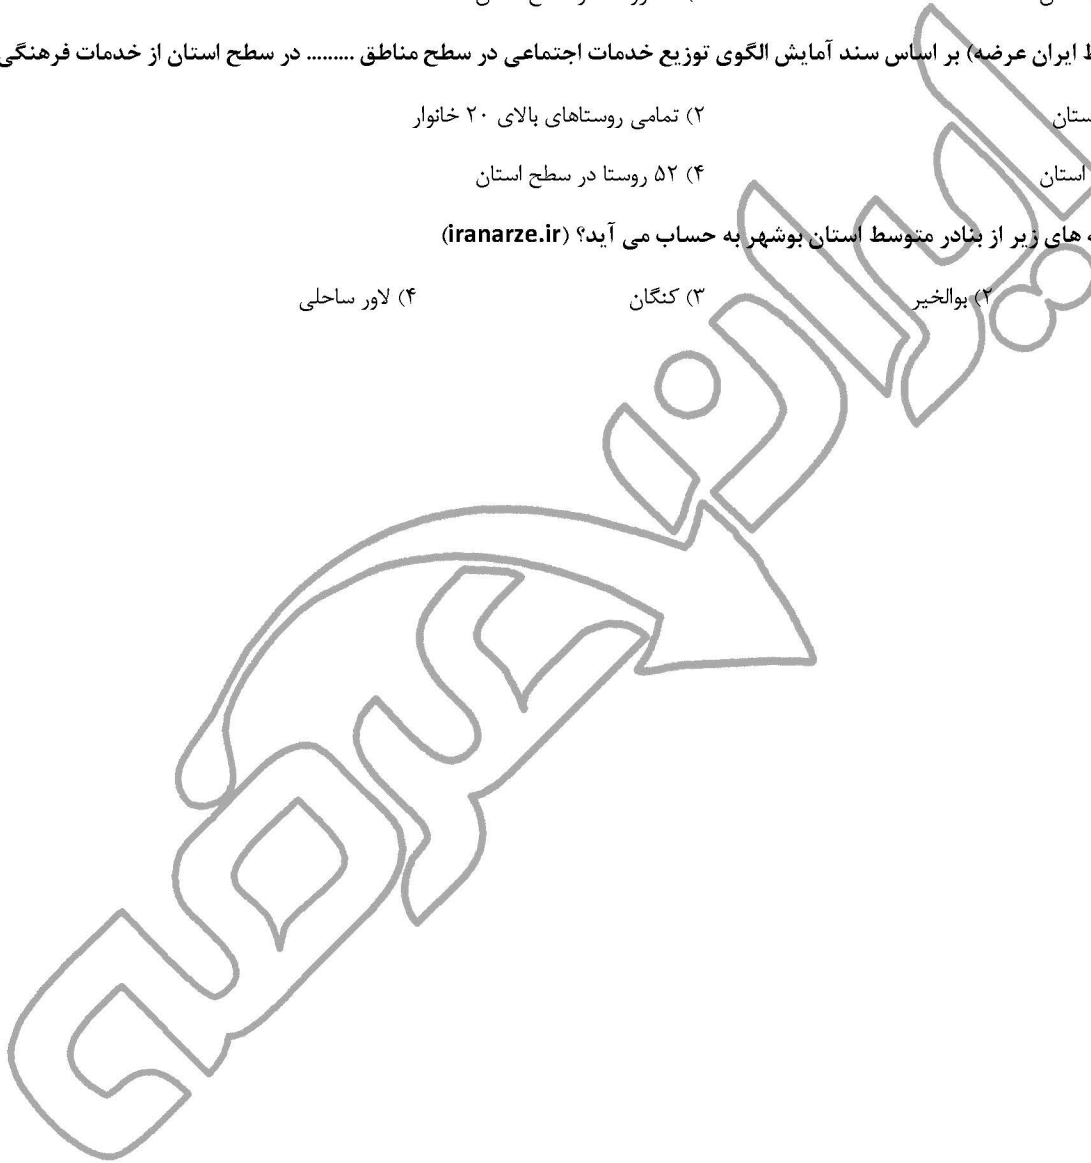 ایران عرضه) بر اساس سند آمایش الگوی توزیع خدمات اجتماعی در سطح مناطق ......... در سطح استان از خدمات فرهنگی
۲) تمامی روستاهای بالای ۲۰ خانوار
استان
۴) ۵۲ روستا در سطح استان
های زیر از بنادر متوسط استان بوشهر به حساب می آید؟ (iranarze.ir)
۲) بوالخیر ۳) کنگان ۴) لاور ساحلی
ایران عرضه